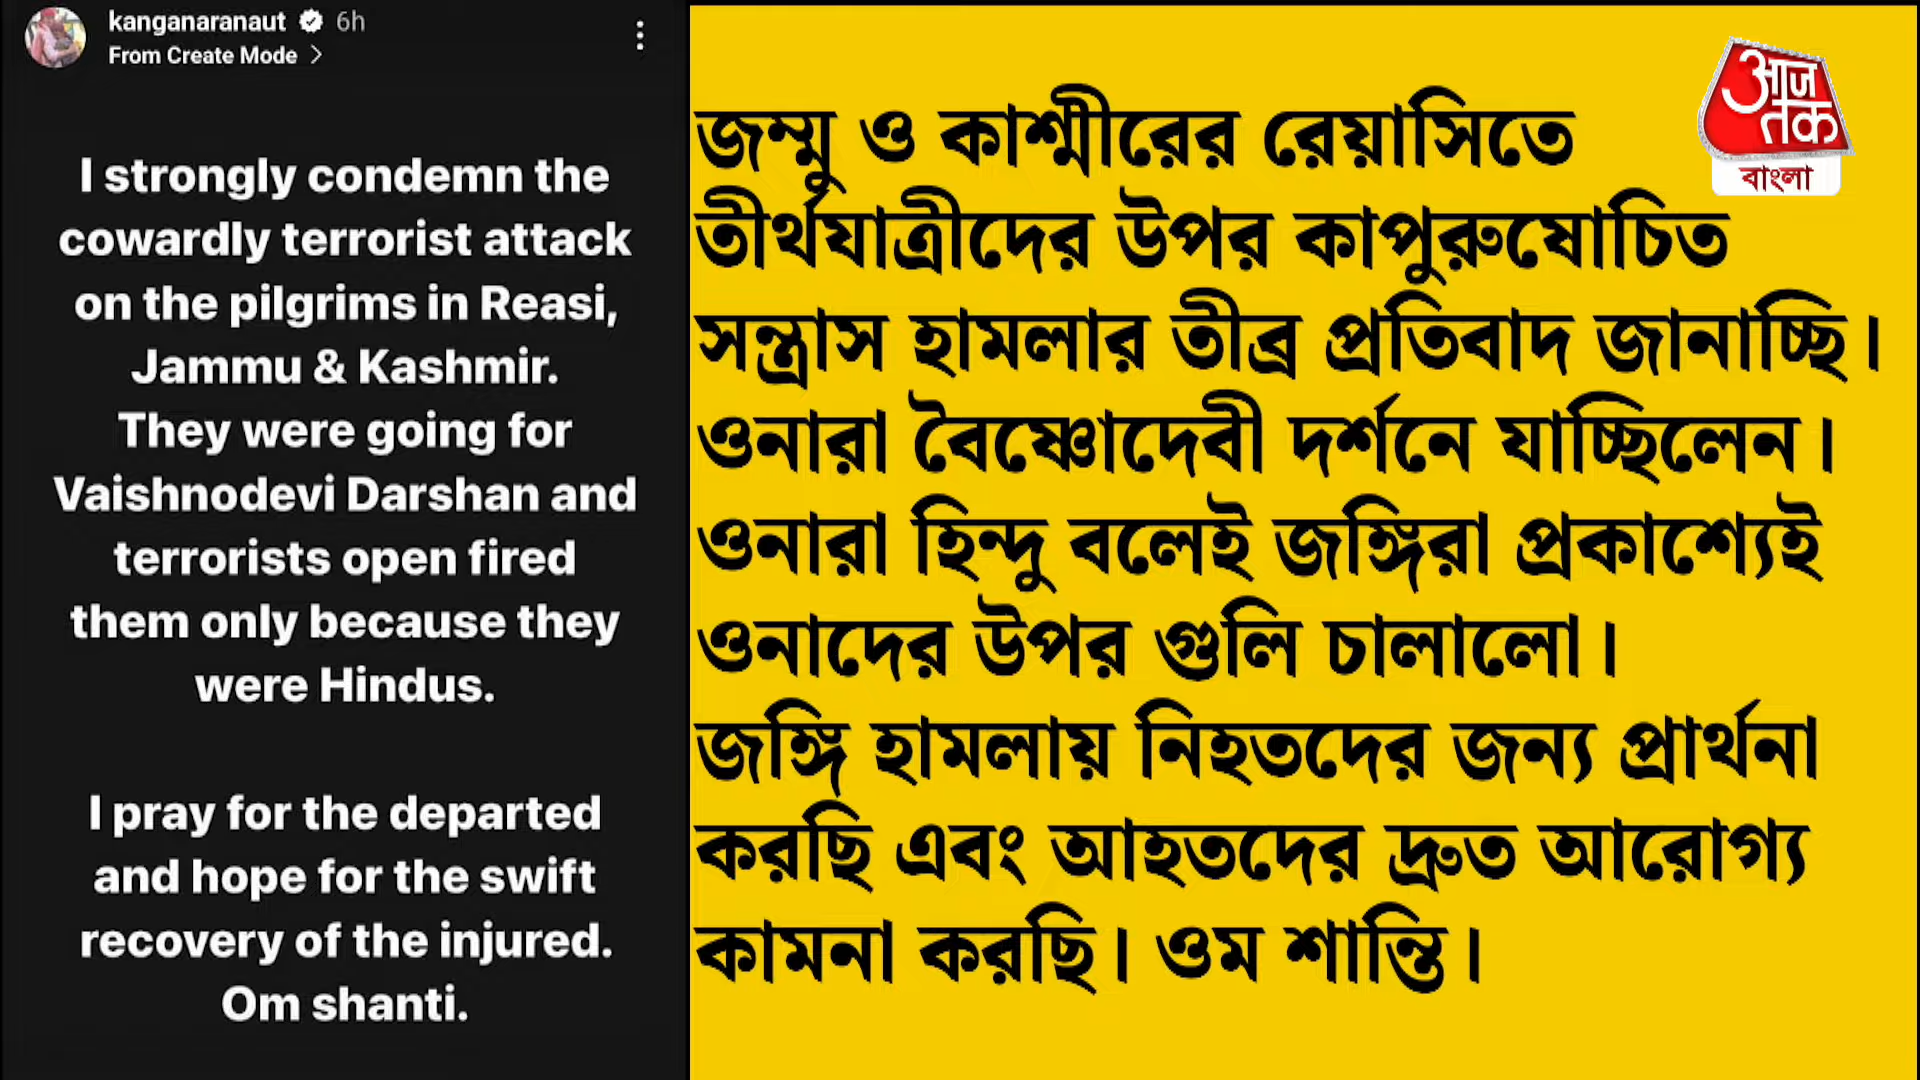 kanganaranaut 6h
From Create Mode >
I strongly condemn the
cowardly terrorist attack
on the pilgrims in Reasi,
Jammu & Kashmir.
They were going for
Vaishnodevi Darshan and
terrorists open fired
them only because they
were Hindus.
I pray for the departed
and hope for the swift
recovery of the injured.
Om shanti.
জম্মু ও কাশ্মীরের রেয়াসিতে
তীর্থযাত্রীদের উপর কাপুরুষোচিত
সন্ত্রাস হামলার তীব্র প্রতিবাদ জানাচ্ছি।
ওনারা বৈষ্ণোদেবী দর্শনে যাচ্ছিলেন।
ওনারা হিন্দু বলেই জঙ্গিরা প্রকাশ্যেই
ওনাদের উপর গুলি চালালো।
জঙ্গি হামলায় নিহতদের জন্য প্রার্থনা
করছি এবং আহতদের দ্রুত আরোগ্য
কামনা করছি। ওম শান্তি।
आज
तक
বাংলা